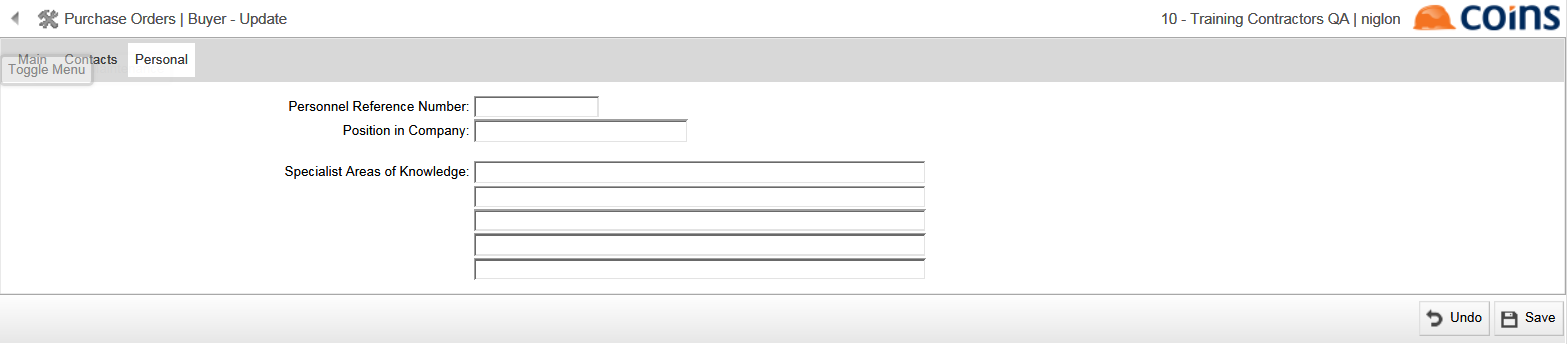 Purchase Orders | Buyer - Update
10 - Training Contractors QA | niglon
coins
Main Contacts Personal
Toggle Menu
Personnel Reference Number:
Position in Company:
Specialist Areas of Knowledge:
Undo Save